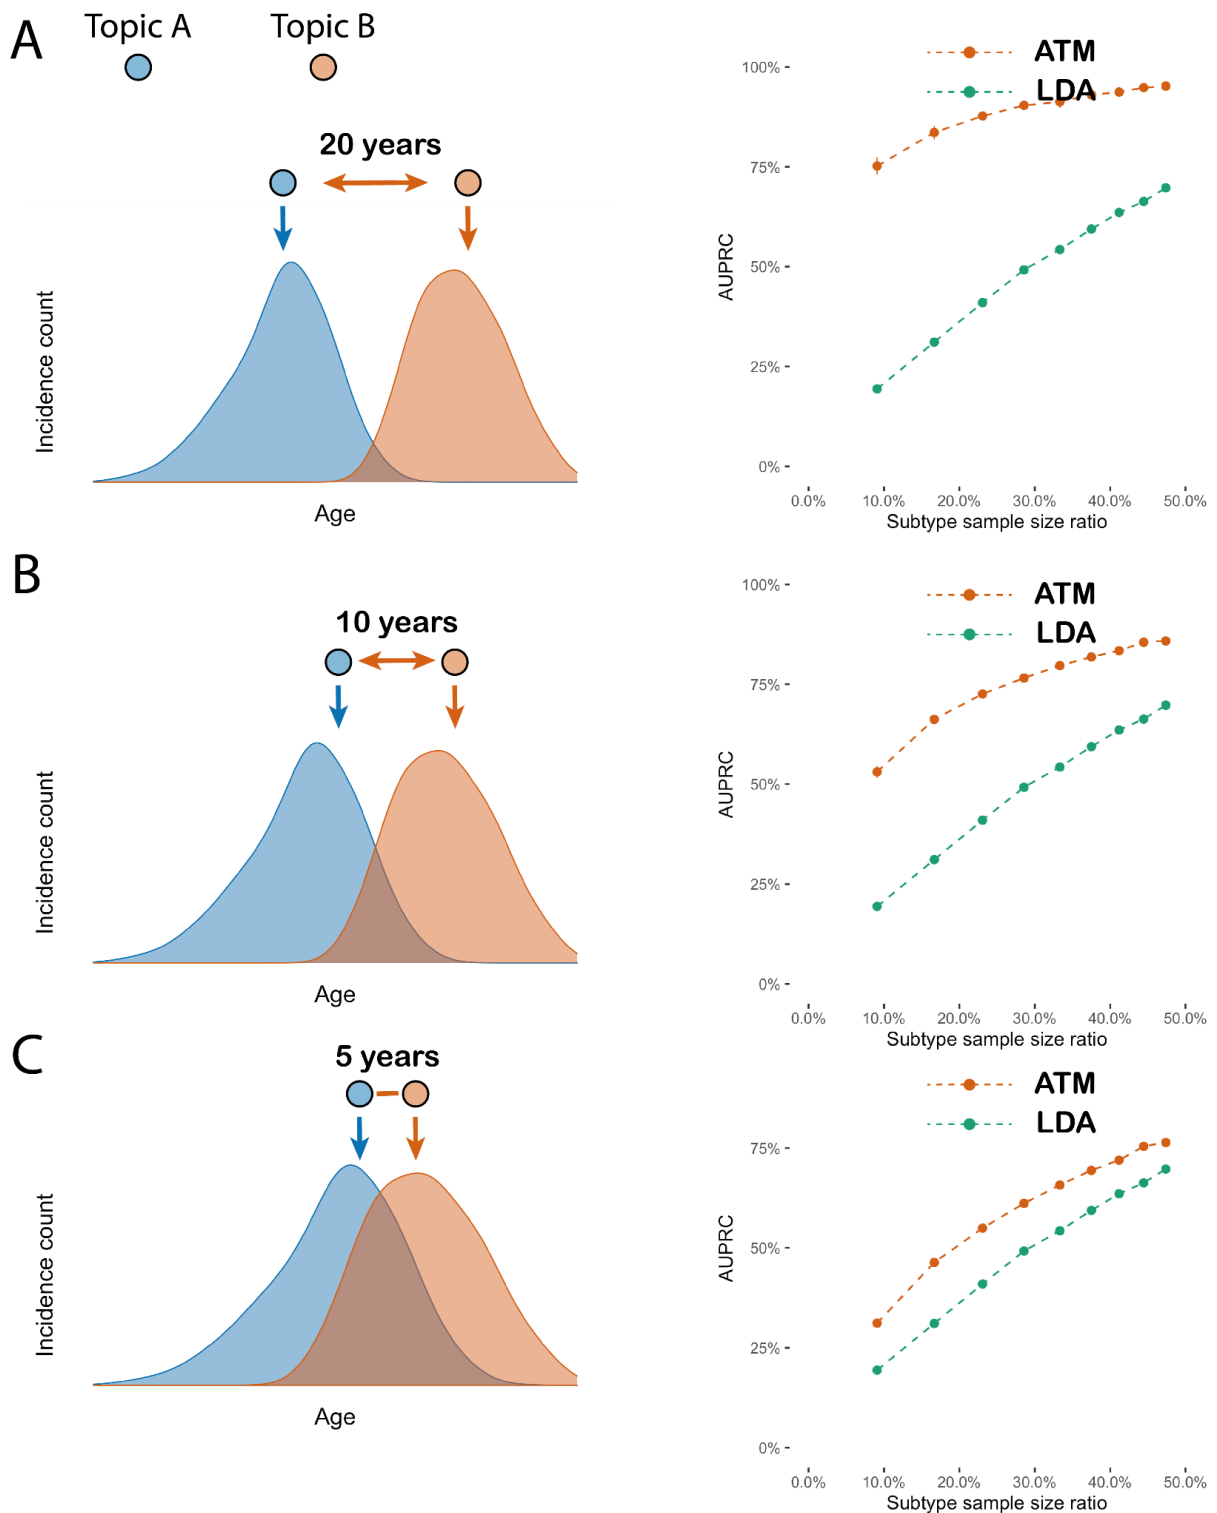 A
Topic A
Topic B
20 years
Incidence count
Age
ATM
LDA
100%
75%
50%
25%
0%
AUPRC
0.0% 10.0% 20.0% 30.0% 40.0% 50.0%
Subtype sample size ratio
B
10 years
Incidence count
Age
ATM
LDA
100%
75%
50%
25%
0%
AUPRC
0.0% 10.0% 20.0% 30.0% 40.0% 50.0%
Subtype sample size ratio
C
5 years
Incidence count
Age
ATM
LDA
75%
50%
25%
0%
AUPRC
0.0% 10.0% 20.0% 30.0% 40.0% 50.0%
Subtype sample size ratio